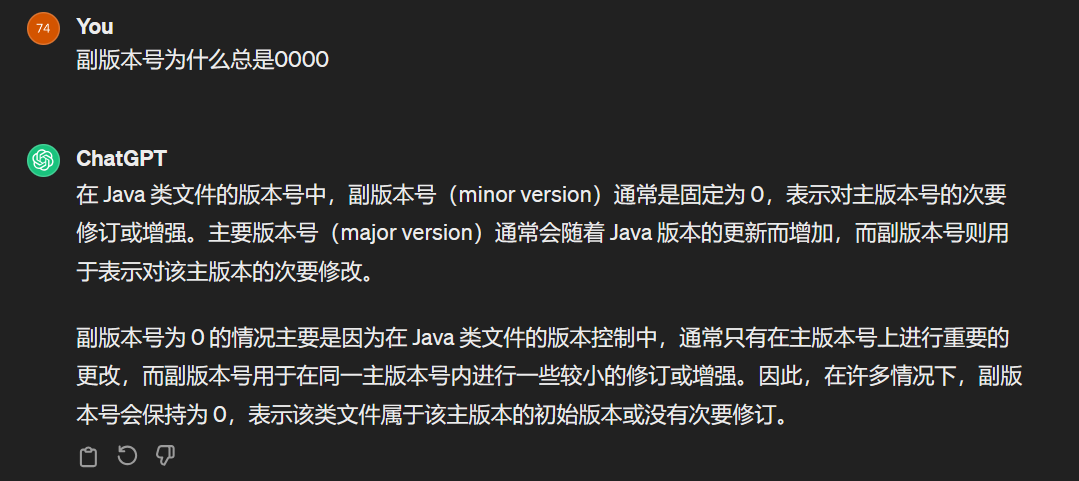 74
You
副版本号为什么总是0000
ChatGPT
在 Java 类文件的版本号中，副版本号（minor version）通常是固定为 0，表示对主版本号的次要
修订或增强。主要版本号（major version）通常会随着 Java 版本的更新而增加，而副版本号则用
于表示对该主版本的次要修改。
副版本号为 0 的情况主要是因为在 Java 类文件的版本控制中，通常只有在主版本号上进行重要的
更改，而副版本号用于在同一主版本号内进行一些较小的修订或增强。因此，在许多情况下，副版
本号会保持为 0，表示该类文件属于该主版本的初始版本或没有次要修订。